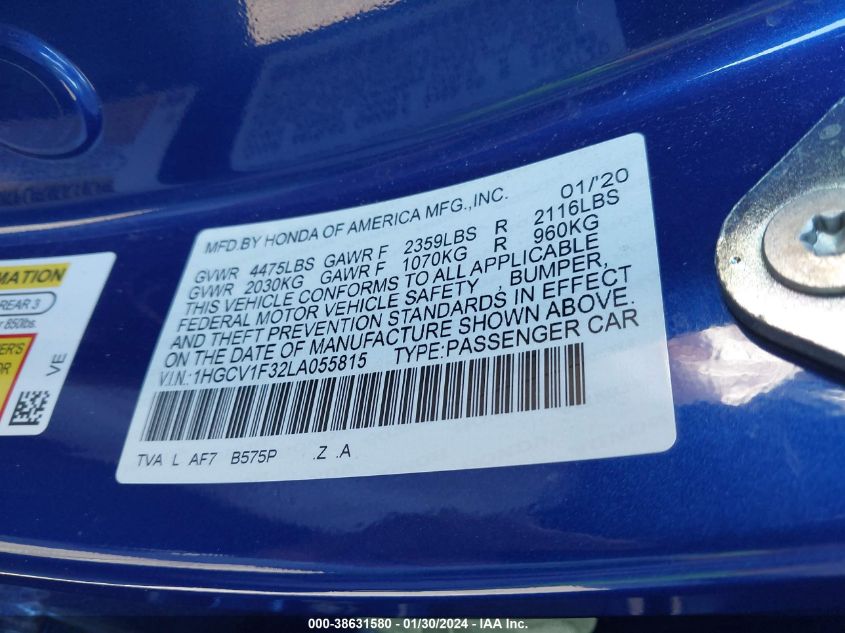 MFD.BY HONDA OF AMERICA MFG.,INC. 01/'20
GVWR 4475LBS GAWR F 2359LBS R 2116LBS
GVWR 2030KG GAWR F 1070KG R 960KG
THIS VEHICLE CONFORMS TO ALL APPLICABLE
FEDERAL MOTOR VEHICLE SAFETY , BUMPER,
AND THEFT PREVENTION STANDARDS IN EFFECT
ON THE DATE OF MANUFACTURE SHOWN ABOVE.
V.I.N.:1HGCV1F32LA055815 TYPE:PASSENGER CAR
TVA L AF7 B575P .Z .A
REAR 3
850lbs.
VE
000-38631580 - 01/30/2024 - IAA Inc.